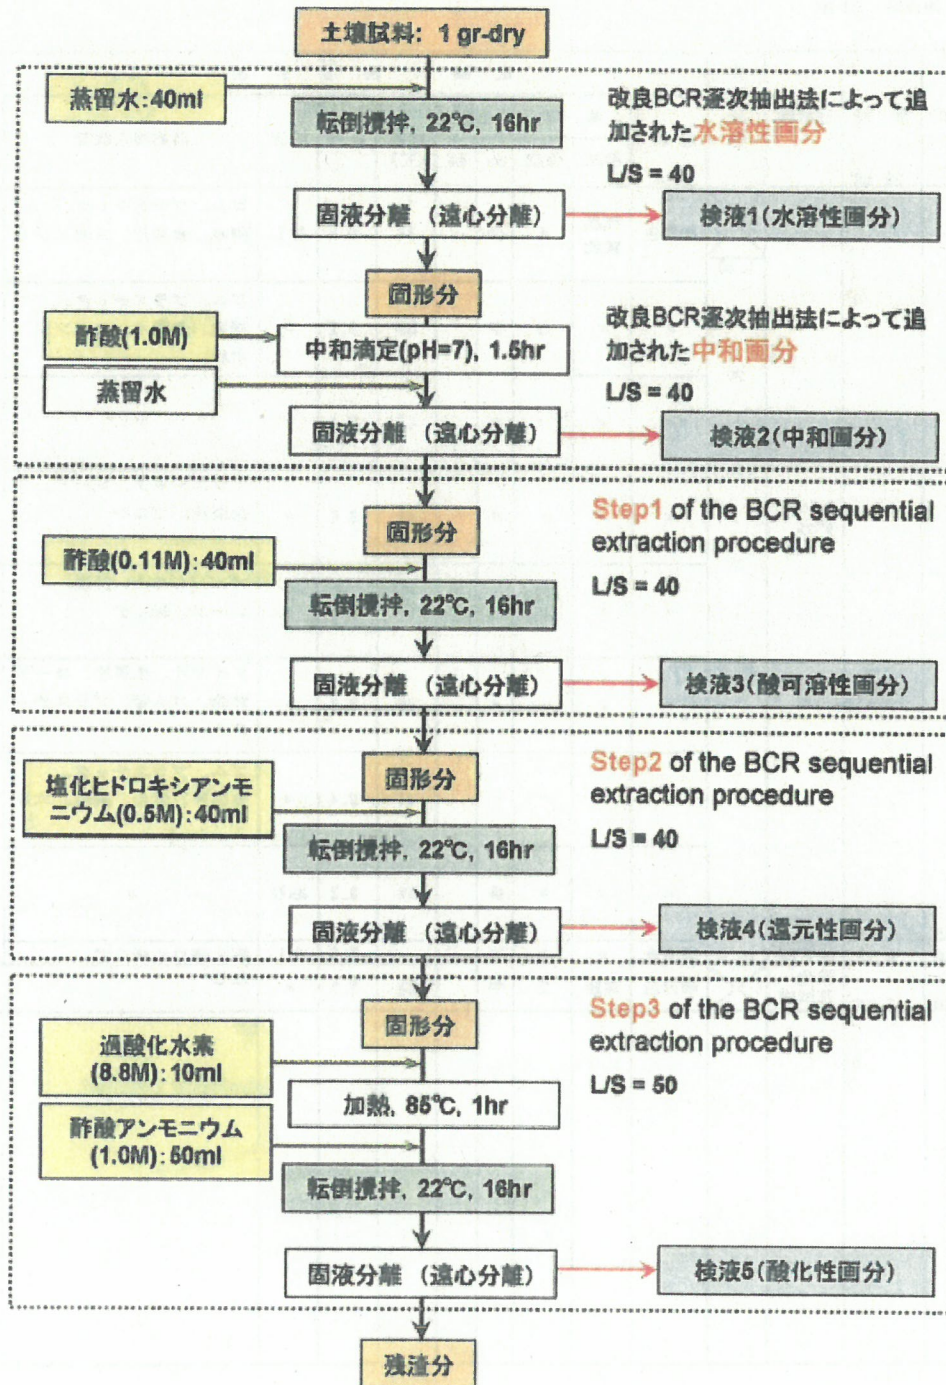 土壌試料: 1 gr-dry
蒸留水:40ml
転倒攪拌, 22℃, 16hr
改良BCR逐次抽出法によって追
加された水溶性画分
L/S = 40
固液分離 (遠心分離)
検液1(水溶性画分)
固形分
酢酸(1.0M)
中和滴定(pH=7), 1.5hr
改良BCR逐次抽出法によって追
加された中和画分
L/S = 40
蒸留水
固液分離 (遠心分離)
検液2(中和画分)
固形分
Step1 of the BCR sequential
extraction procedure
L/S = 40
酢酸(0.11M):40ml
転倒攪拌, 22℃, 16hr
固液分離 (遠心分離)
検液3(酸可溶性画分)
固形分
Step2 of the BCR sequential
extraction procedure
L/S = 40
塩化ヒドロキシアンモ
ニウム(0.5M):40ml
転倒攪拌, 22℃, 16hr
固液分離 (遠心分離)
検液4(還元性画分)
固形分
Step3 of the BCR sequential
extraction procedure
L/S = 50
過酸化水素
(8.8M):10ml
加熱, 85℃, 1hr
酢酸アンモニウム
(1.0M):50ml
転倒攪拌, 22℃, 16hr
固液分離 (遠心分離)
検液5(酸化性画分)
残渣分